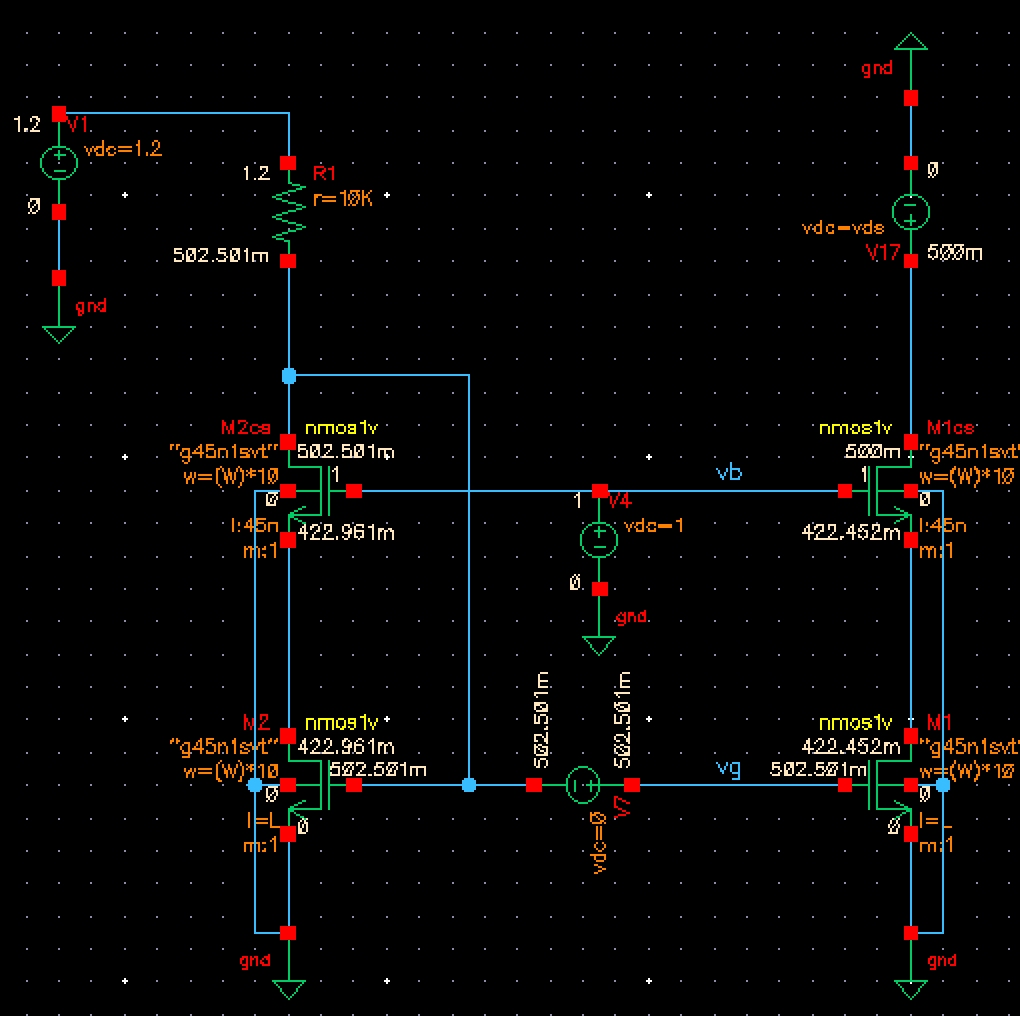 gnd
V1
1.2
vdc=1.2
0
gnd
1.2
R1
r=10K
502.501m
0
vdc=vds
V17
500m
M2cs
nmos1v
"g45n1svt"
502.501m
w=(W)*10
1
0
l:45n
422.961m
m:1
vb
1
V4
vdc=1
0
gnd
nmos1v
M1cs
500m
"g45n1svt"
1
w=(W)*10
0
422.452m
l:45n
m:1
M2
nmos1v
"g45n1svt"
422.961m
w=(W)*10
502.501m
0
l=L
0
m:1
gnd
502.501m
502.501m
V7
vdc=0
vg
nmos1v
M1
422.452m
"g45n1svt"
502.501m
w=(W)*10
0
0
l=L
m:1
gnd